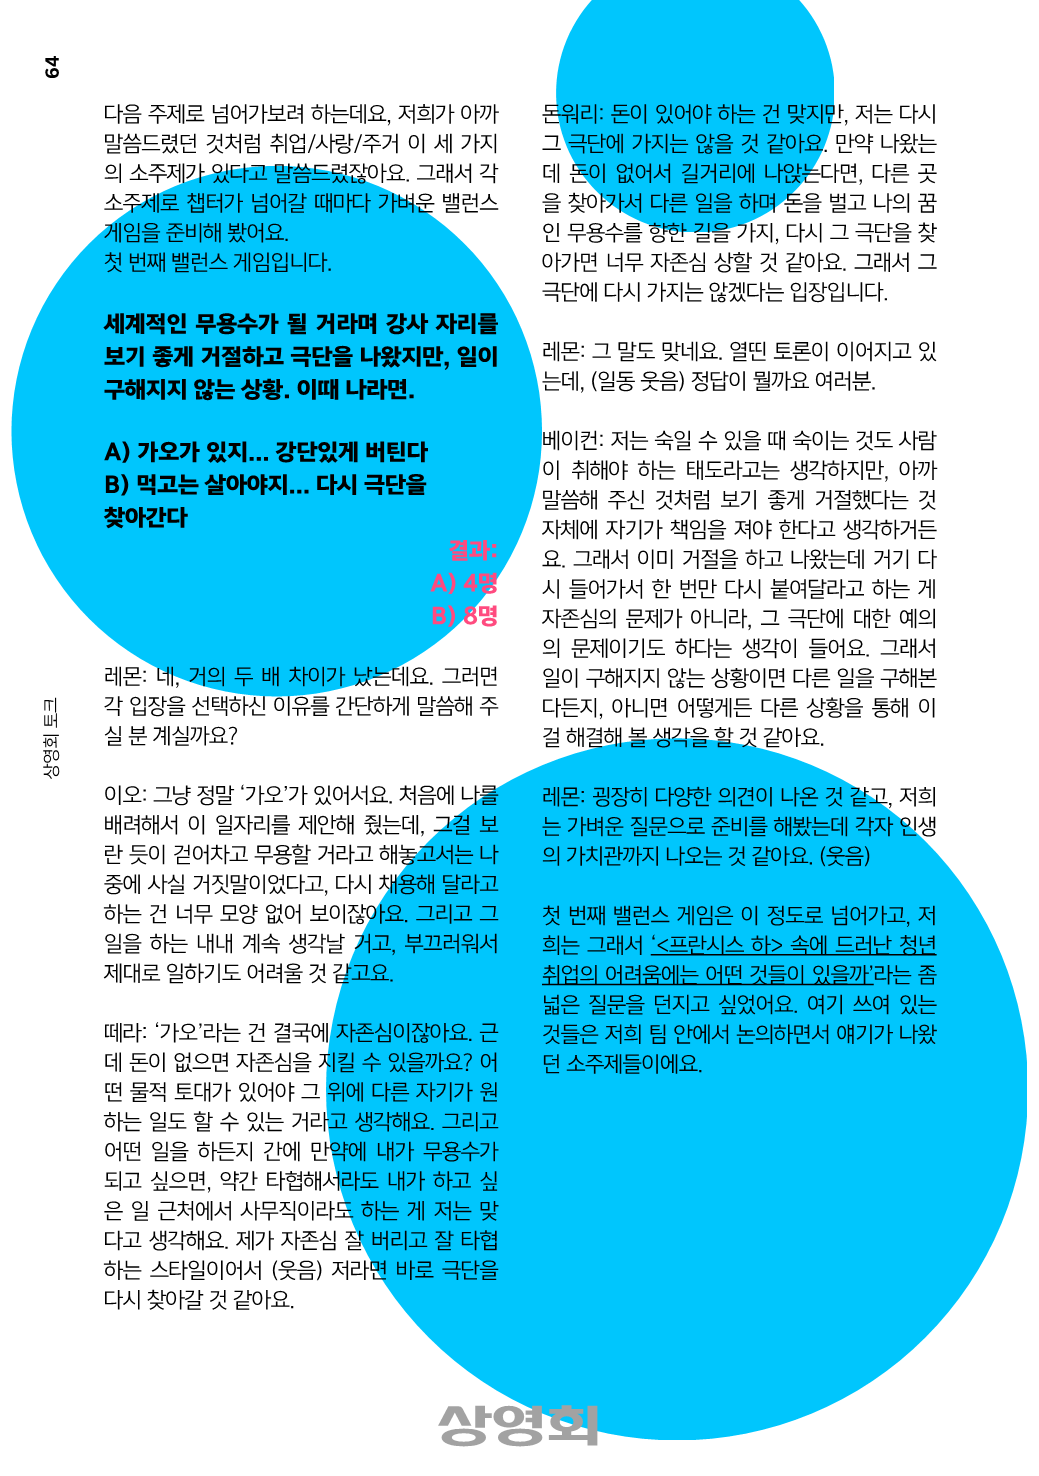 64
상영회 토크
다음 주제로 넘어가보려 하는데요, 저희가 아까
말씀드렸던 것처럼 취업/사랑/주거 이 세 가지
의 소주제가 있다고 말씀드렸잖아요. 그래서 각
소주제로 챕터가 넘어갈 때마다 가벼운 밸런스
게임을 준비해 봤어요.
첫 번째 밸런스 게임입니다.
세계적인 무용수가 될 거라며 강사 자리를
보기 좋게 거절하고 극단을 나왔지만, 일이
구해지지 않는 상황. 이때 나라면.
A) 가오가 있지... 강단있게 버틴다
B) 먹고는 살아야지... 다시 극단을
찾아간다
결과:
A) 4명
B) 8명
레몬: 네, 거의 두 배 차이가 났는데요. 그러면
각 입장을 선택하신 이유를 간단하게 말씀해 주
실 분 계실까요?
이오: 그냥 정말 ‘가오’가 있어서요. 처음에 나를
배려해서 이 일자리를 제안해 줬는데, 그걸 보
란 듯이 걷어차고 무용할 거라고 해놓고서는 나
중에 사실 거짓말이었다고, 다시 채용해 달라고
하는 건 너무 모양 없어 보이잖아요. 그리고 그
일을 하는 내내 계속 생각날 거고, 부끄러워서
제대로 일하기도 어려울 것 같고요.
떼라: ‘가오’라는 건 결국에 자존심이잖아요. 근
데 돈이 없으면 자존심을 지킬 수 있을까요? 어
떤 물적 토대가 있어야 그 위에 다른 자기가 원
하는 일도 할 수 있는 거라고 생각해요. 그리고
어떤 일을 하든지 간에 만약에 내가 무용수가
되고 싶으면, 약간 타협해서라도 내가 하고 싶
은 일 근처에서 사무직이라도 하는 게 저는 맞
다고 생각해요. 제가 자존심 잘 버리고 잘 타협
하는 스타일이어서 (웃음) 저라면 바로 극단을
다시 찾아갈 것 같아요.
돈워리: 돈이 있어야 하는 건 맞지만, 저는 다시
그 극단에 가지는 않을 것 같아요. 만약 나왔는
데 돈이 없어서 길거리에 나앉는다면, 다른 곳
을 찾아가서 다른 일을 하며 돈을 벌고 나의 꿈
인 무용수를 향한 길을 가지, 다시 그 극단을 찾
아가면 너무 자존심 상할 것 같아요. 그래서 그
극단에 다시 가지는 않겠다는 입장입니다.
레몬: 그 말도 맞네요. 열띤 토론이 이어지고 있
는데, (일동 웃음) 정답이 뭘까요 여러분.
베이컨: 저는 숙일 수 있을 때 숙이는 것도 사람
이 취해야 하는 태도라고는 생각하지만, 아까
말씀해 주신 것처럼 보기 좋게 거절했다는 것
자체에 자기가 책임을 져야 한다고 생각하거든
요. 그래서 이미 거절을 하고 나왔는데 거기 다
시 들어가서 한 번만 다시 붙여달라고 하는 게
자존심의 문제가 아니라, 그 극단에 대한 예의
의 문제이기도 하다는 생각이 들어요. 그래서
일이 구해지지 않는 상황이면 다른 일을 구해본
다든지, 아니면 어떻게든 다른 상황을 통해 이
걸 해결해 볼 생각을 할 것 같아요.
레몬: 굉장히 다양한 의견이 나온 것 같고, 저희
는 가벼운 질문으로 준비를 해봤는데 각자 인생
의 가치관까지 나오는 것 같아요. (웃음)
첫 번째 밸런스 게임은 이 정도로 넘어가고, 저
희는 그래서 ‘<프란시스 하> 속에 드러난 청년
취업의 어려움에는 어떤 것들이 있을까’라는 좀
넓은 질문을 던지고 싶었어요. 여기 쓰여 있는
것들은 저희 팀 안에서 논의하면서 얘기가 나왔
던 소주제들이에요.
상영회